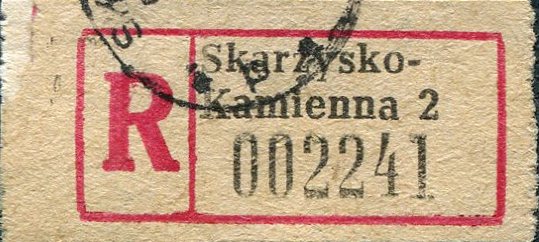 R
Skarżysko-
Kamienna 2
002241